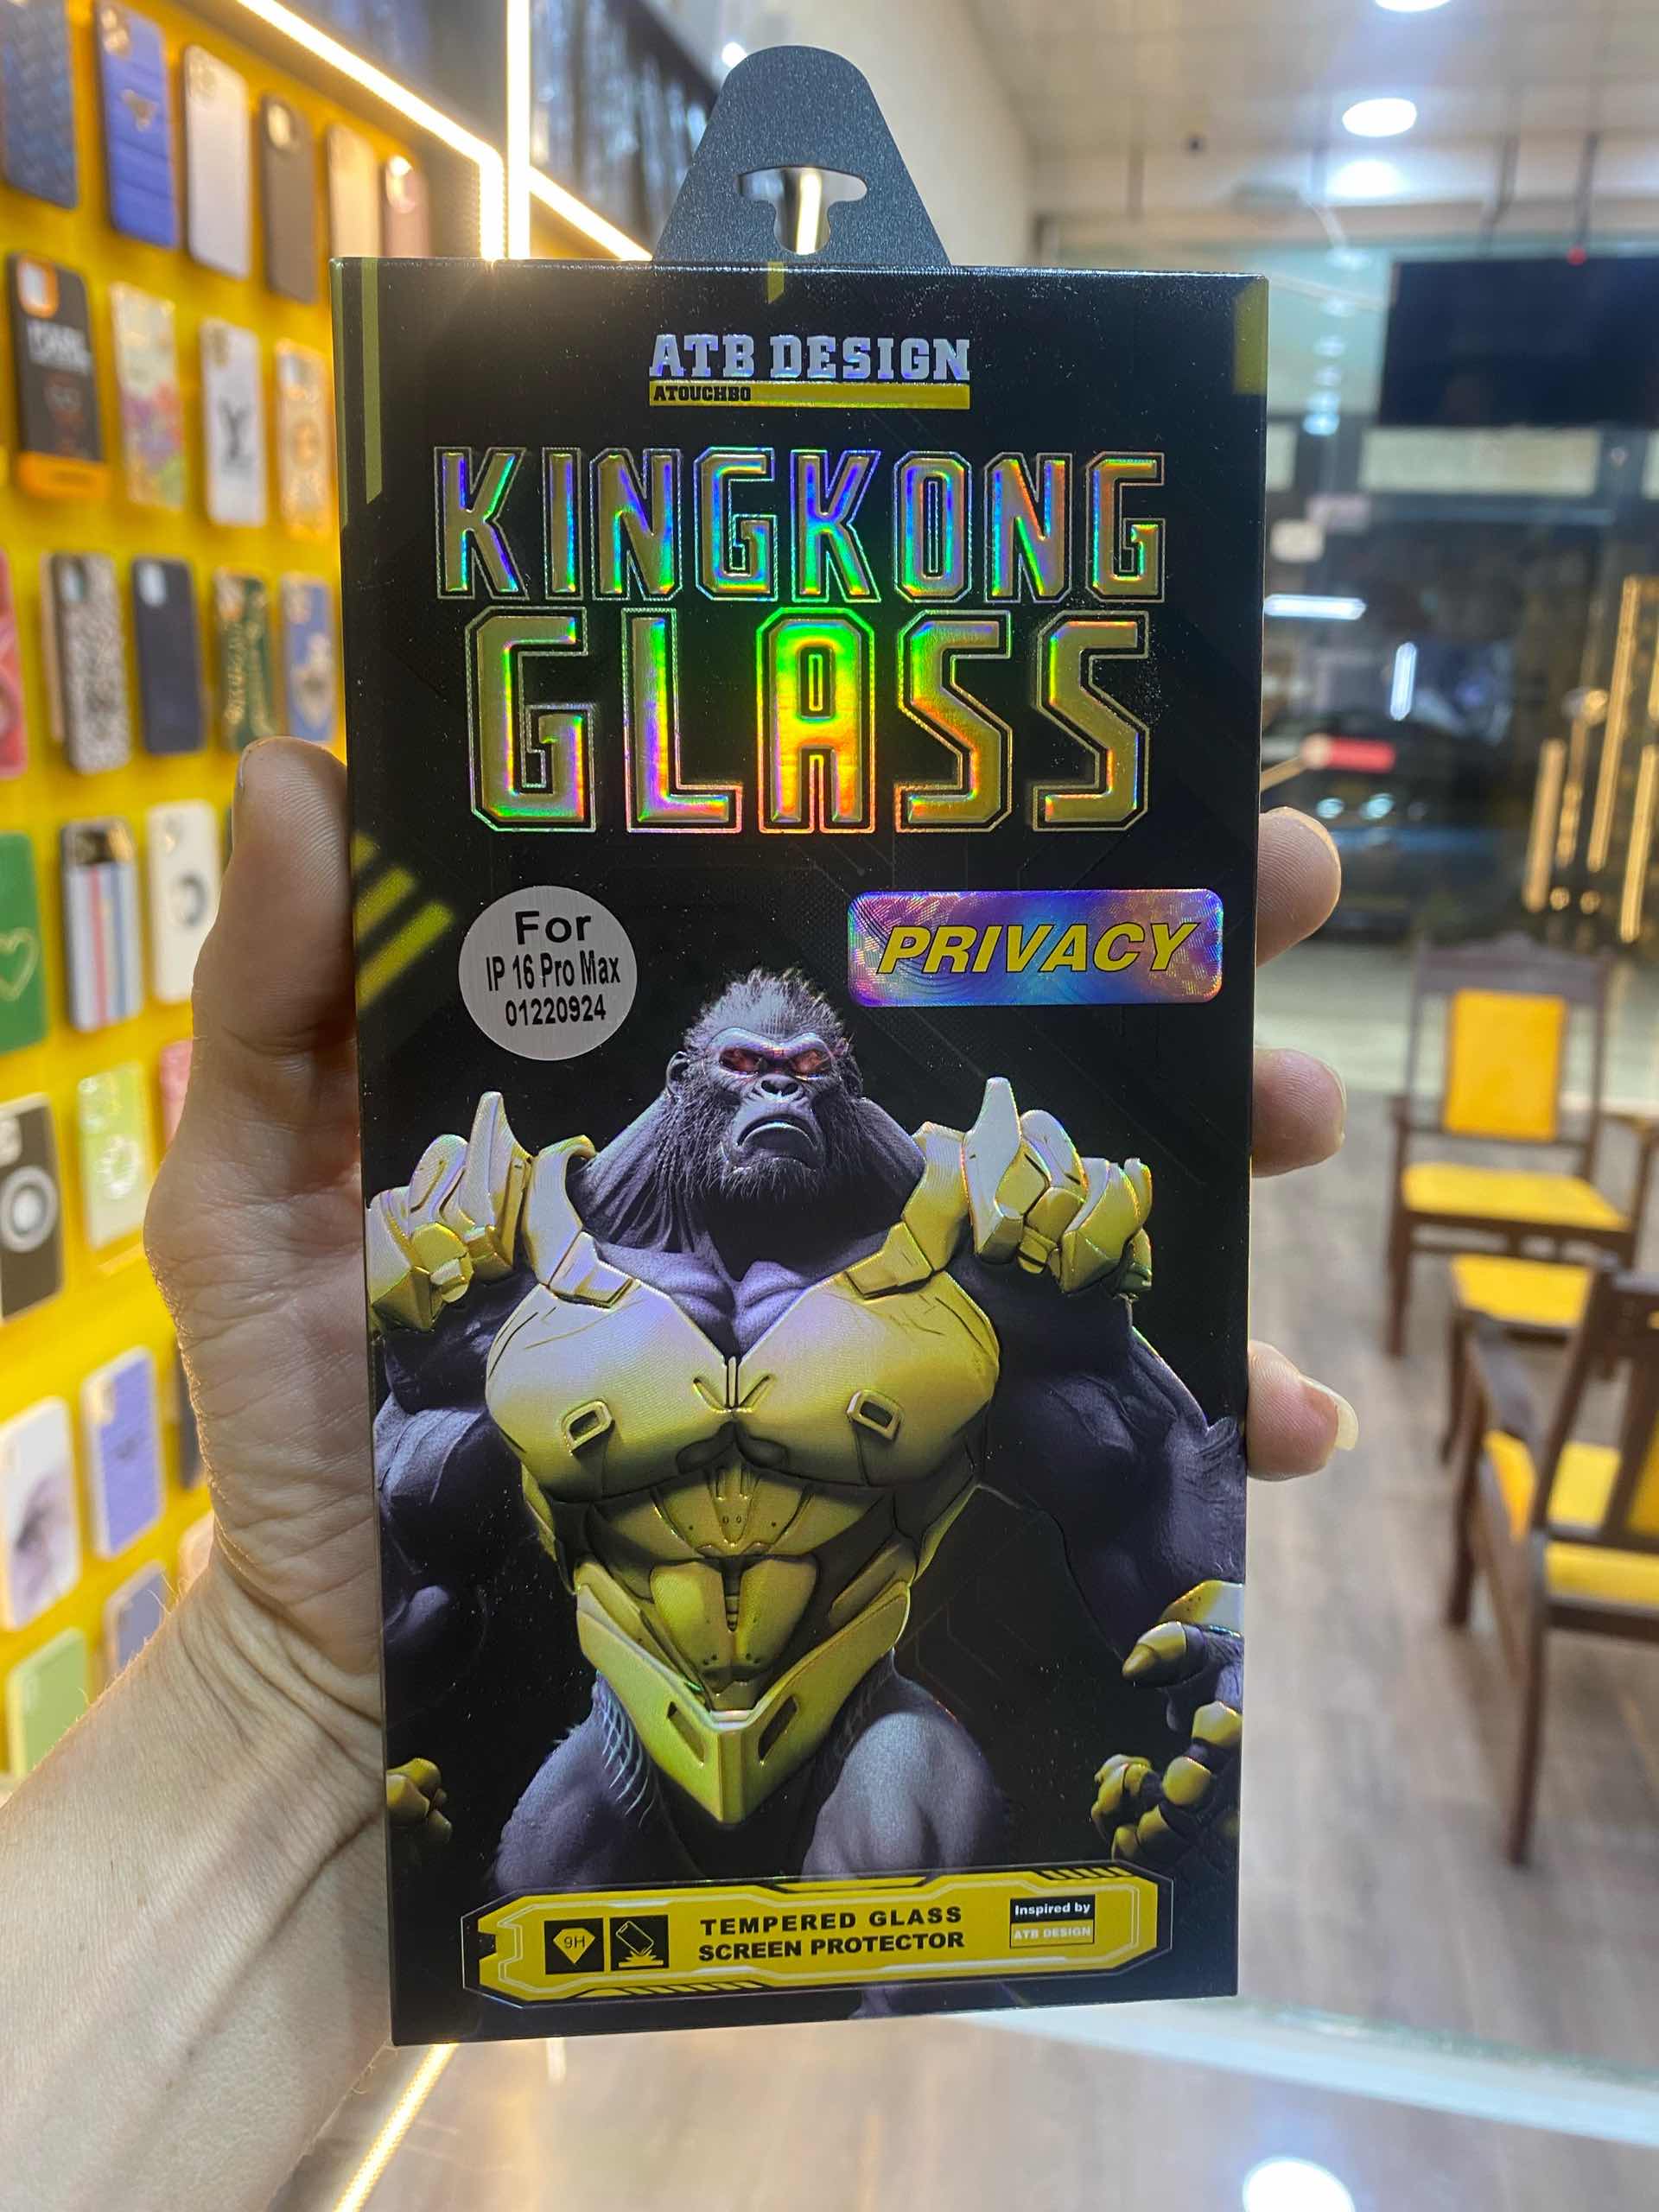 ATB DESIGN
ATOUCHBO
KINGKONG
GLASS
For
IP 16 Pro Max
01220924
PRIVACY
9H
TEMPERED GLASS
SCREEN PROTECTOR
Inspired by
ATB DESIGN